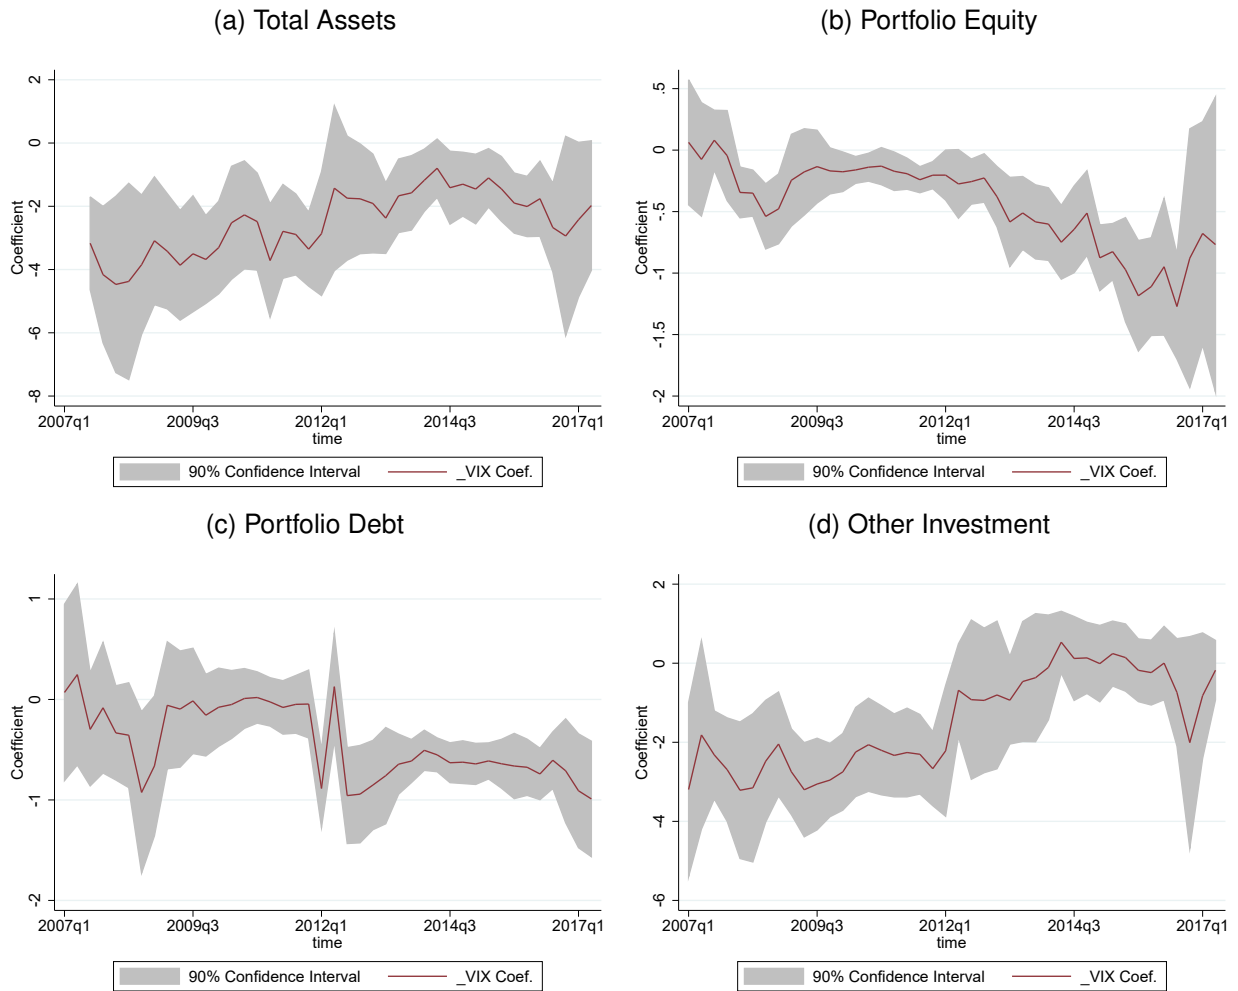 (a) Total Assets
2
0
-2
-4
-6
-8
Coefficient
2007q1 2009q3 2012q1 2014q3 2017q1
time
90% Confidence Interval _VIX Coef.
(b) Portfolio Equity
.5
0
-.5
-1
-1.5
-2
Coefficient
2007q1 2009q3 2012q1 2014q3 2017q1
time
90% Confidence Interval _VIX Coef.
(c) Portfolio Debt
1
0
-1
-2
Coefficient
2007q1 2009q3 2012q1 2014q3 2017q1
time
90% Confidence Interval _VIX Coef.
(d) Other Investment
2
0
-2
-4
-6
Coefficient
2007q1 2009q3 2012q1 2014q3 2017q1
time
90% Confidence Interval _VIX Coef.